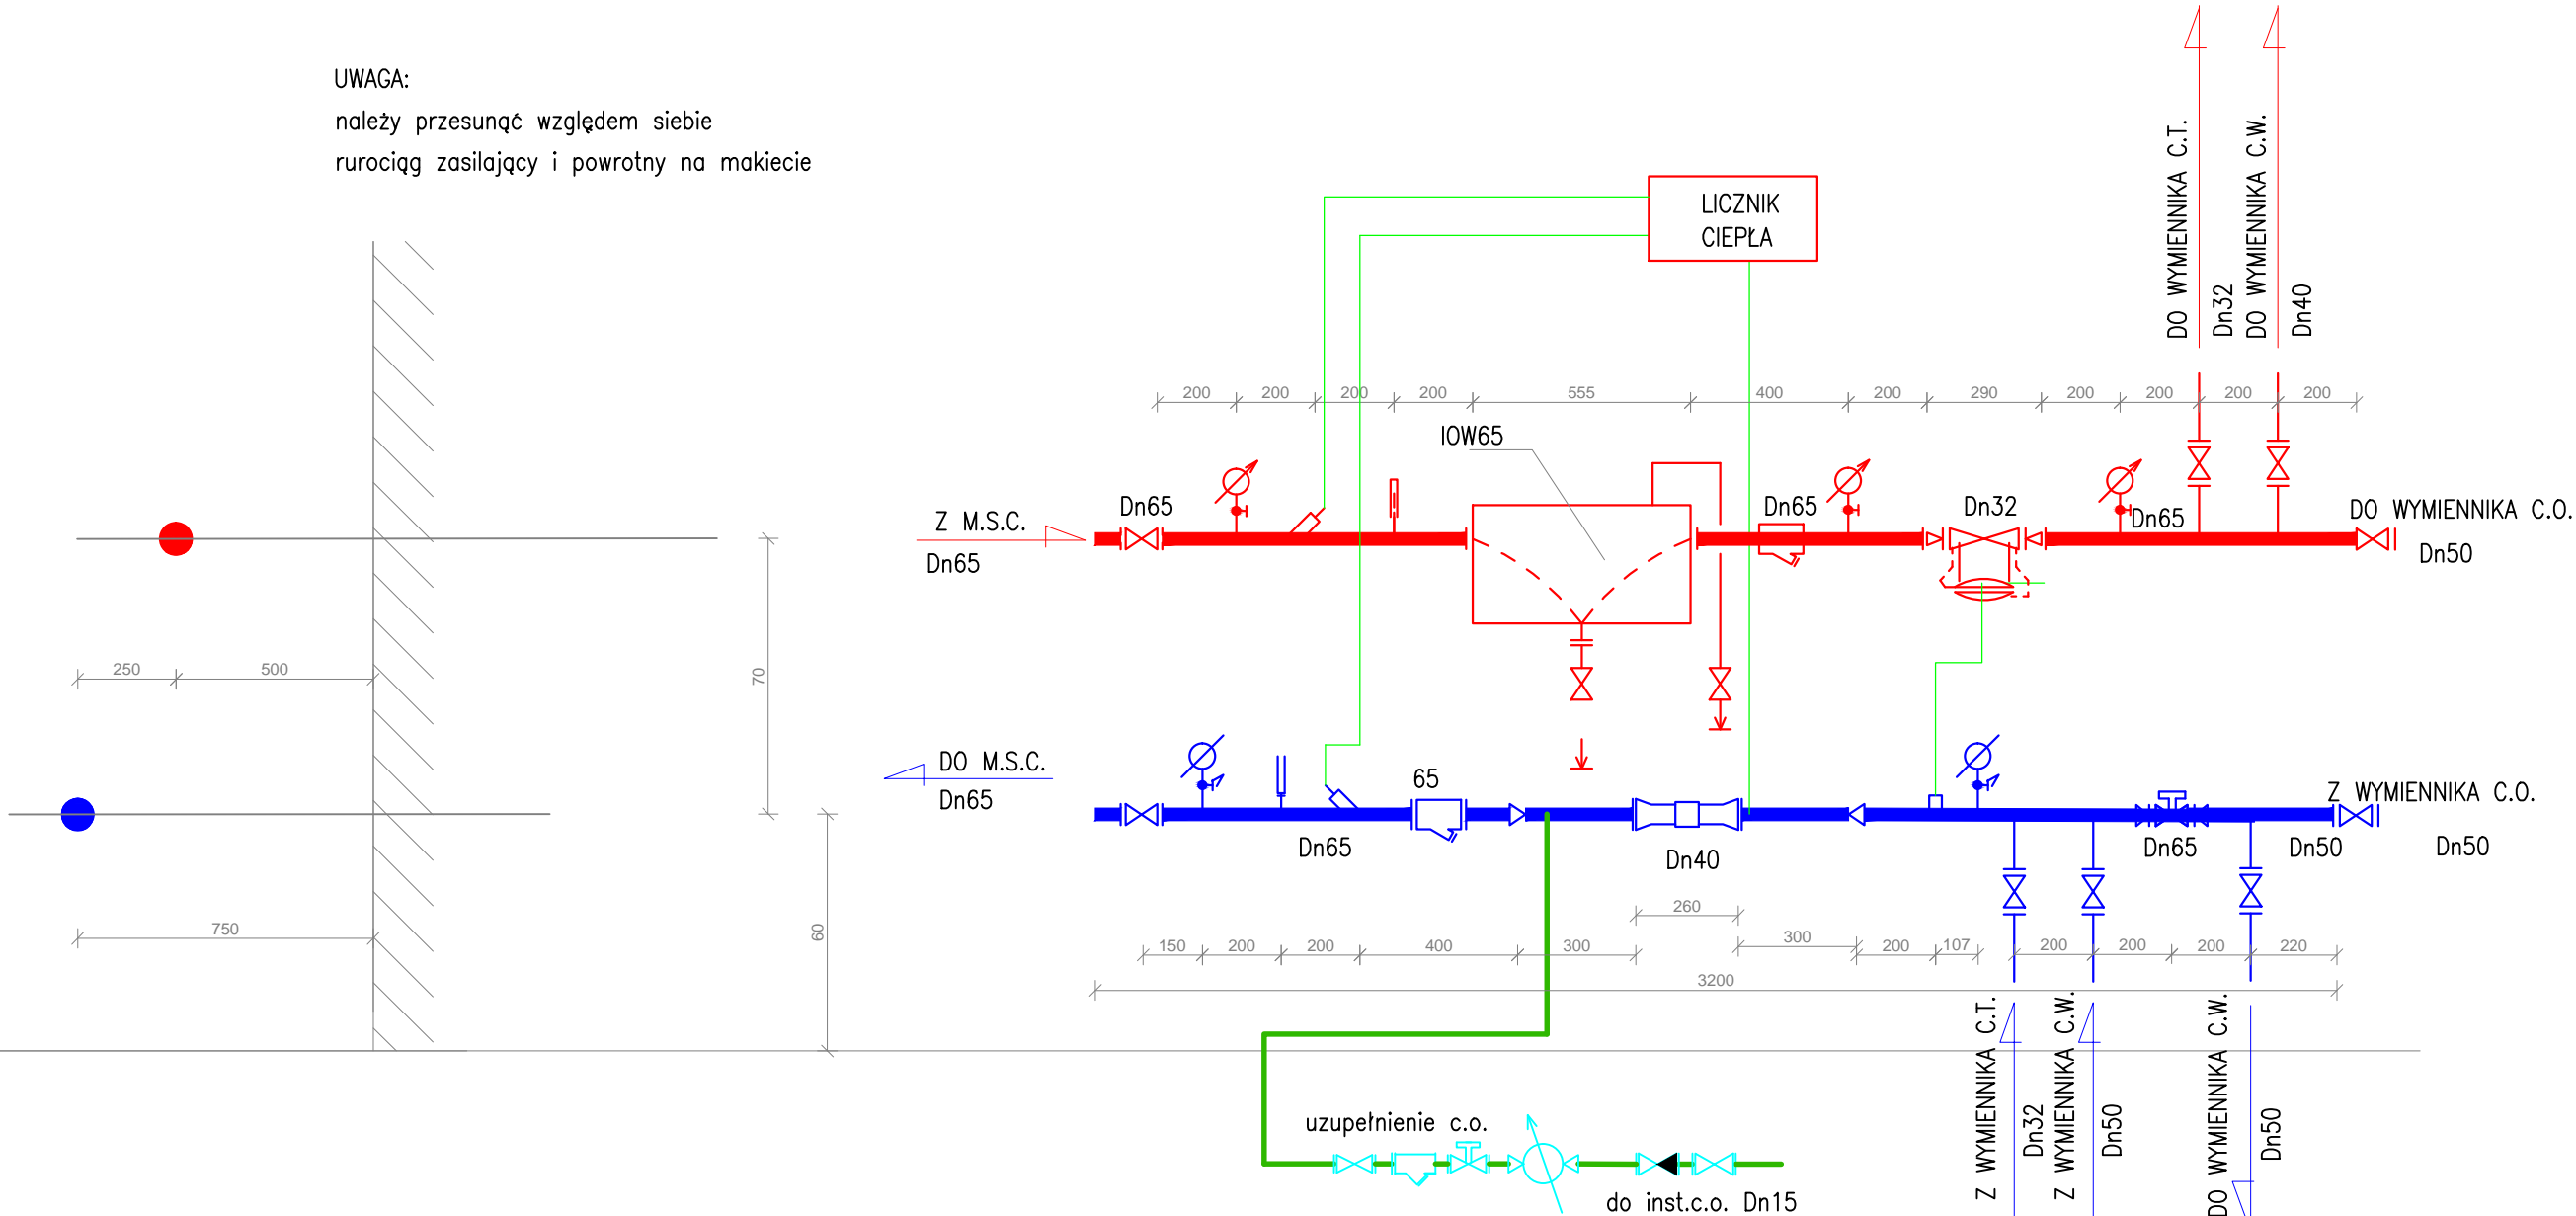 UWAGA:
należy przesunąć względem siebie
rurociąg zasilający i powrotny na makiecie
LICZNIK
CIEPŁA
DO WYMIENNIKA C.T.
Dn32
DO WYMIENNIKA C.W.
Dn40
200 200 200 200 555 400 200 290 200 200 200 200
IOW65
Z M.S.C.
Dn65
Dn65
Dn65
Dn32
Dn65
DO WYMIENNIKA C.O.
Dn50
250 500
70
DO M.S.C.
Dn65
65
Dn65
Dn40
Z WYMIENNIKA C.O.
Dn65
Dn50
Dn50
750
60
260
150 200 200 400 300 300 200 107 200 200 200 220
3200
Z WYMIENNIKA C.T.
Dn32
Z WYMIENNIKA C.W.
Dn50
DO WYMIENNIKA C.W.
Dn50
uzupełnienie c.o.
do inst.c.o. Dn15